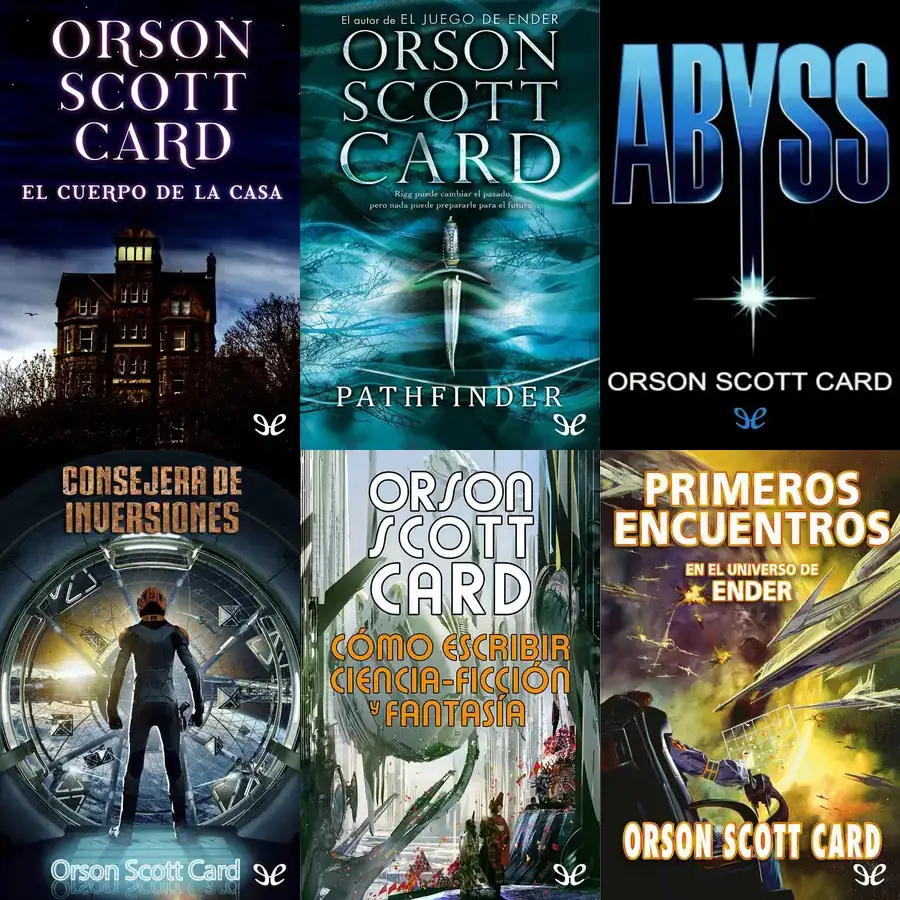 ORSON
SCOTT
CARD
EL CUERPO DE LA CASA
El autor de EL JUEGO DE ENDER
ORSON
SCOTT
CARD
Rigg puede cambiar el pasado,
pero nada puede prepararle para el futuro...
PATHFINDER
ABYSS
ORSON SCOTT CARD
CONSEJERA DE
INVERSIONES
Orson Scott Card
ORSON
SCOTT
CARD
CÓMO ESCRIBIR
CIENCIA-FICCIÓN
y FANTASÍA
PRIMEROS
ENCUENTROS
EN EL UNIVERSO DE
ENDER
ORSON SCOTT CARD